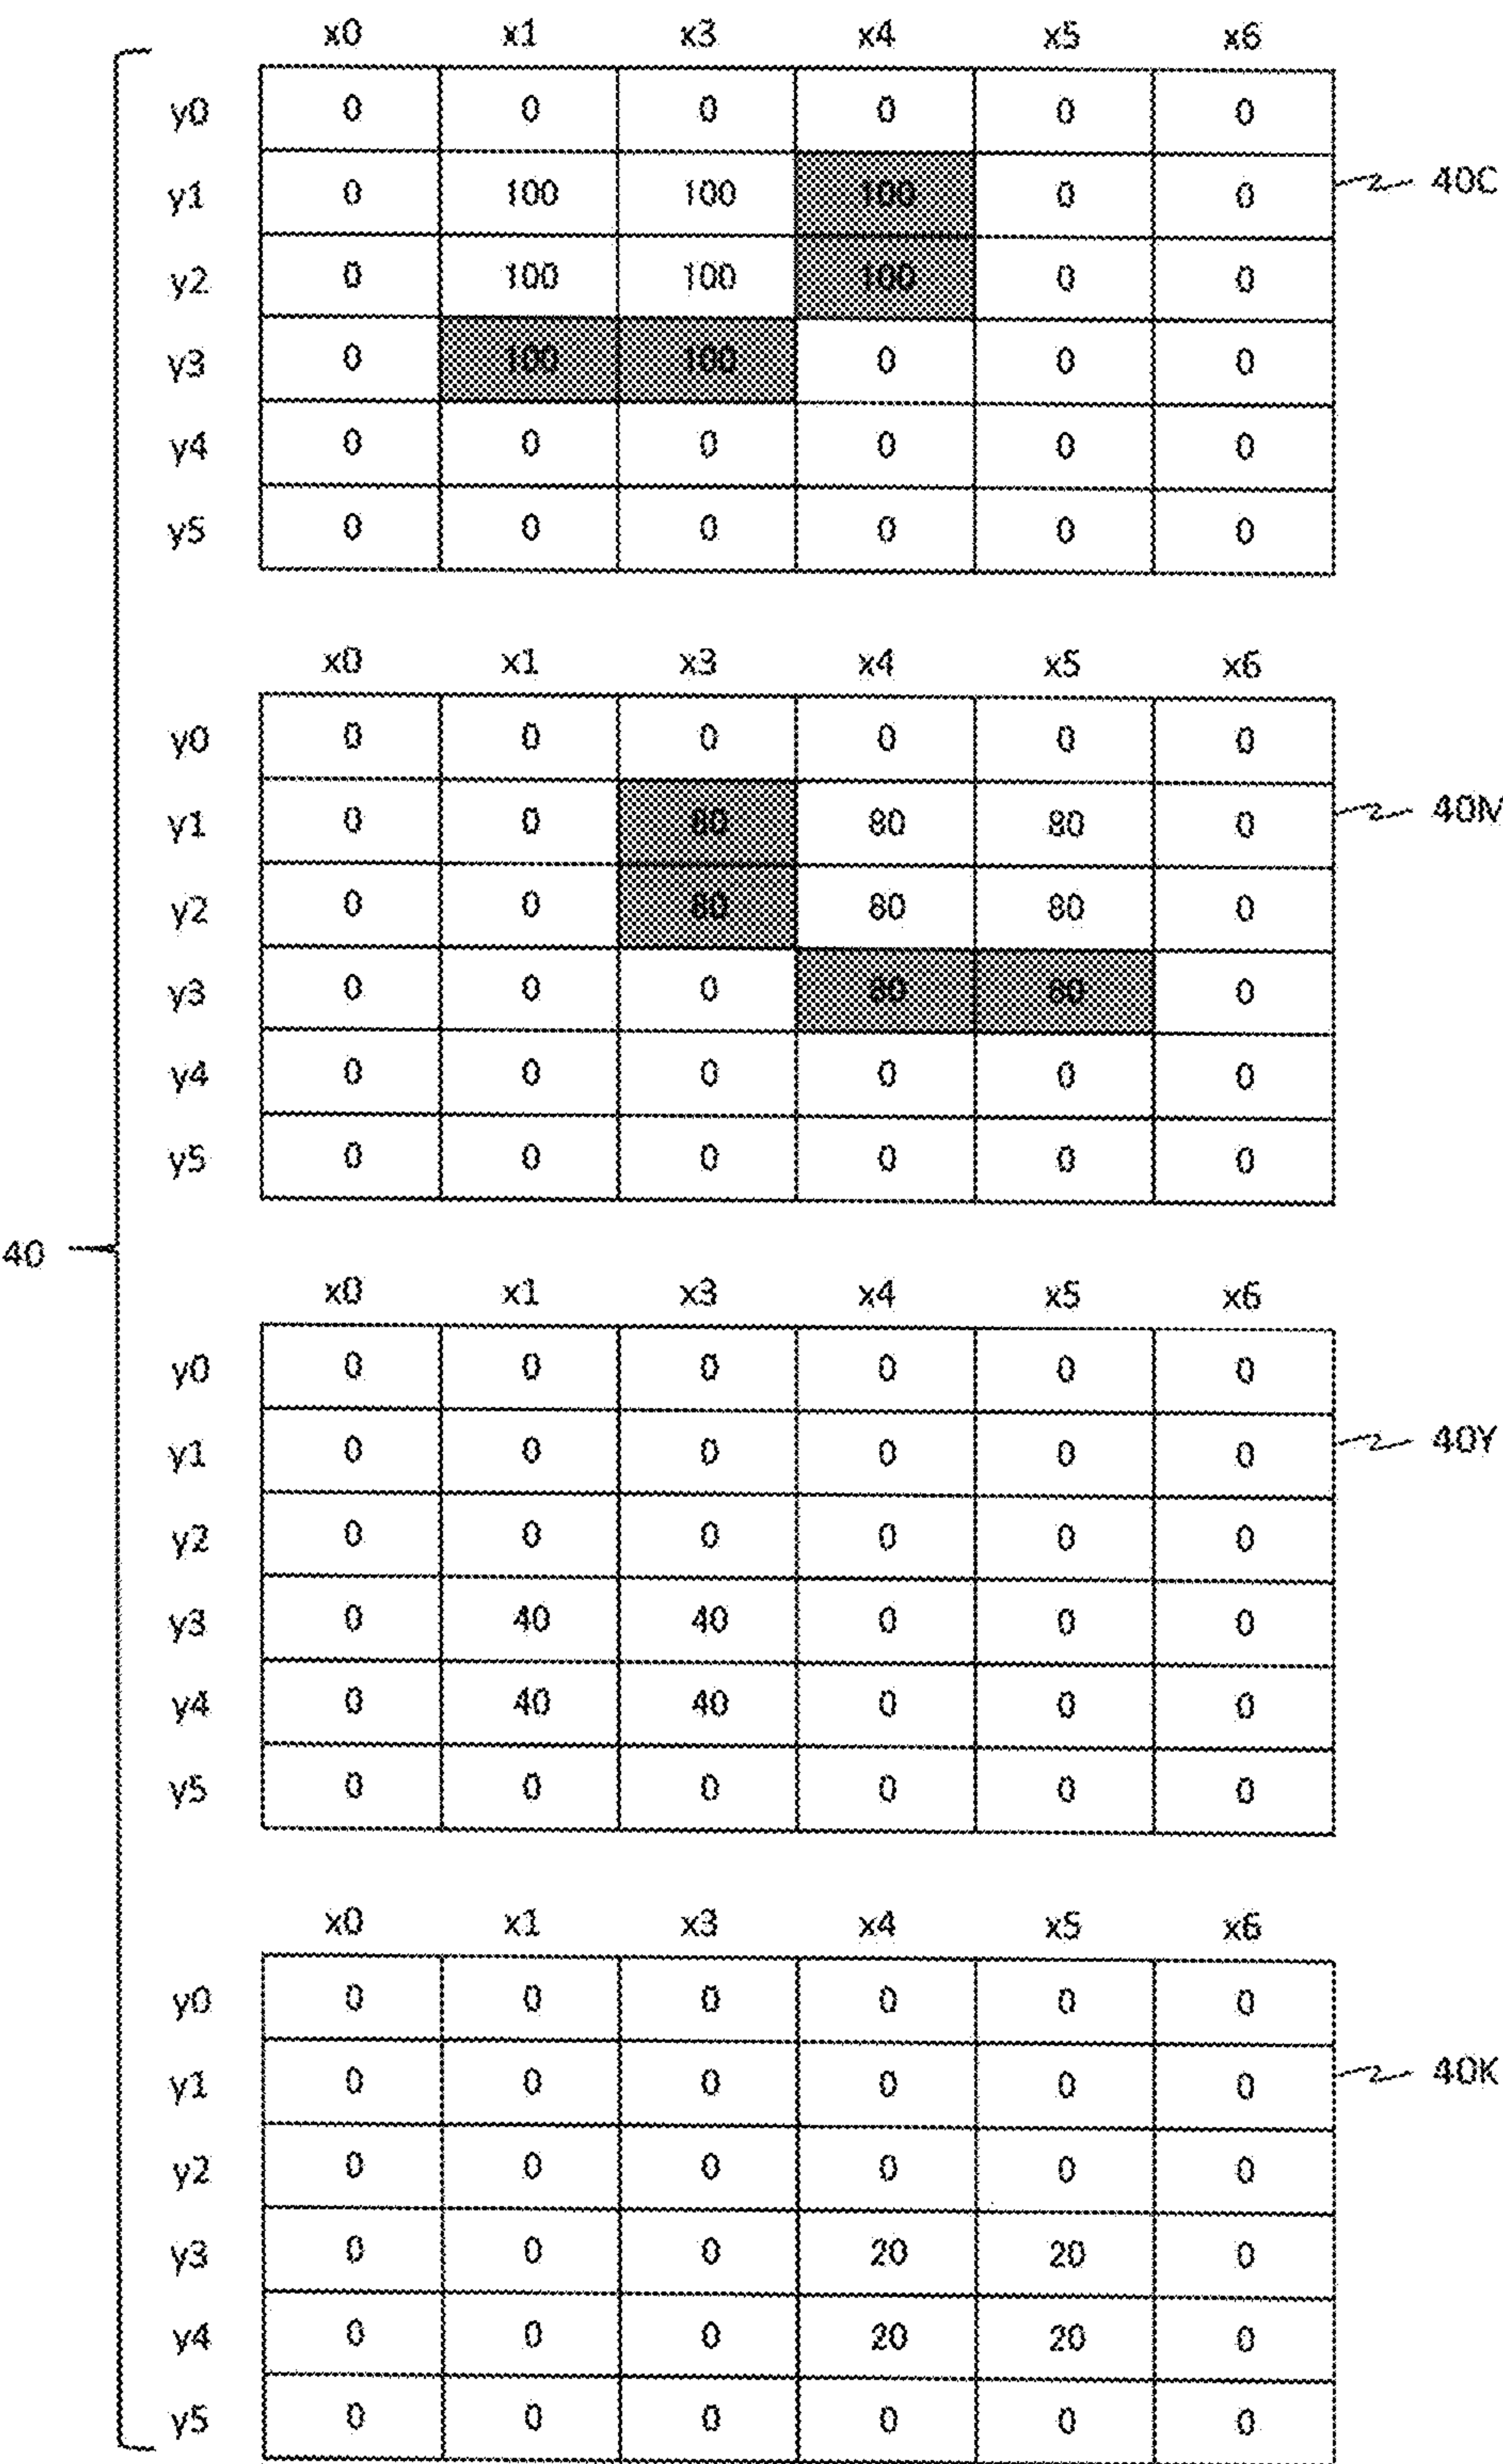 x0 x1 x3 x4 x5 x6
y0 0 0 0 0 0 0
y1 0 100 100 100 0 0 40C
y2 0 100 100 100 0 0
y3 0 100 100 0 0 0
y4 0 0 0 0 0 0
y5 0 0 0 0 0 0
x0 x1 x3 x4 x5 x6
y0 0 0 0 0 0 0
y1 0 0 80 80 80 0 40M
y2 0 0 80 80 80 0
y3 0 0 0 80 80 0
y4 0 0 0 0 0 0
y5 0 0 0 0 0 0
40
x0 x1 x3 x4 x5 x6
y0 0 0 0 0 0 0
y1 0 0 0 0 0 0 40Y
y2 0 0 0 0 0 0
y3 0 40 40 0 0 0
y4 0 40 40 0 0 0
y5 0 0 0 0 0 0
x0 x1 x3 x4 x5 x6
y0 0 0 0 0 0 0
y1 0 0 0 0 0 0 40K
y2 0 0 0 0 0 0
y3 0 0 0 20 20 0
y4 0 0 0 20 20 0
y5 0 0 0 0 0 0